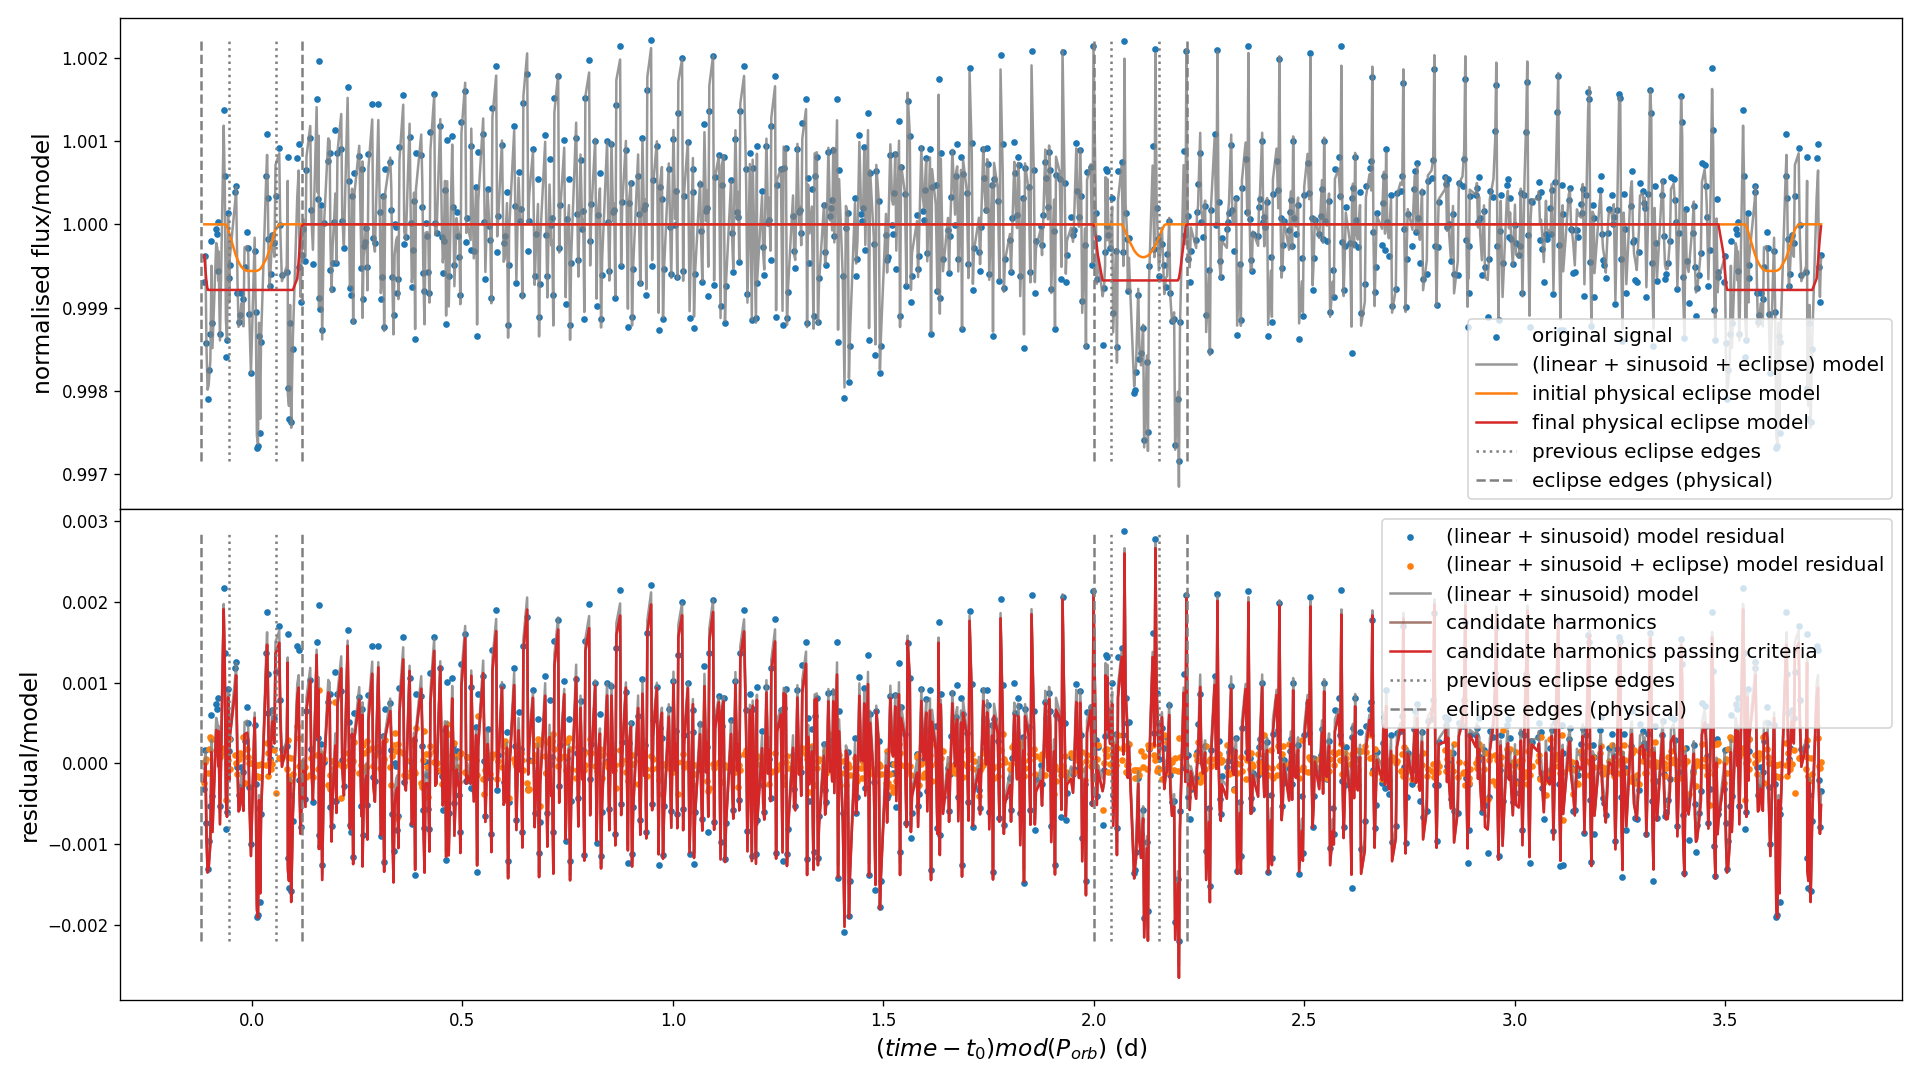 normalised flux/model
1.002
1.001
1.000
0.999
0.998
0.997
original signal
(linear + sinusoid + eclipse) model
initial physical eclipse model
final physical eclipse model
previous eclipse edges
eclipse edges (physical)
residual/model
0.003
0.002
0.001
0.000
−0.001
−0.002
(linear + sinusoid) model residual
(linear + sinusoid + eclipse) model residual
(linear + sinusoid) model
candidate harmonics
candidate harmonics passing criteria
previous eclipse edges
eclipse edges (physical)
0.0 0.5 1.0 1.5 2.0 2.5 3.0 3.5
(time − t₀)mod(P_orb) (d)